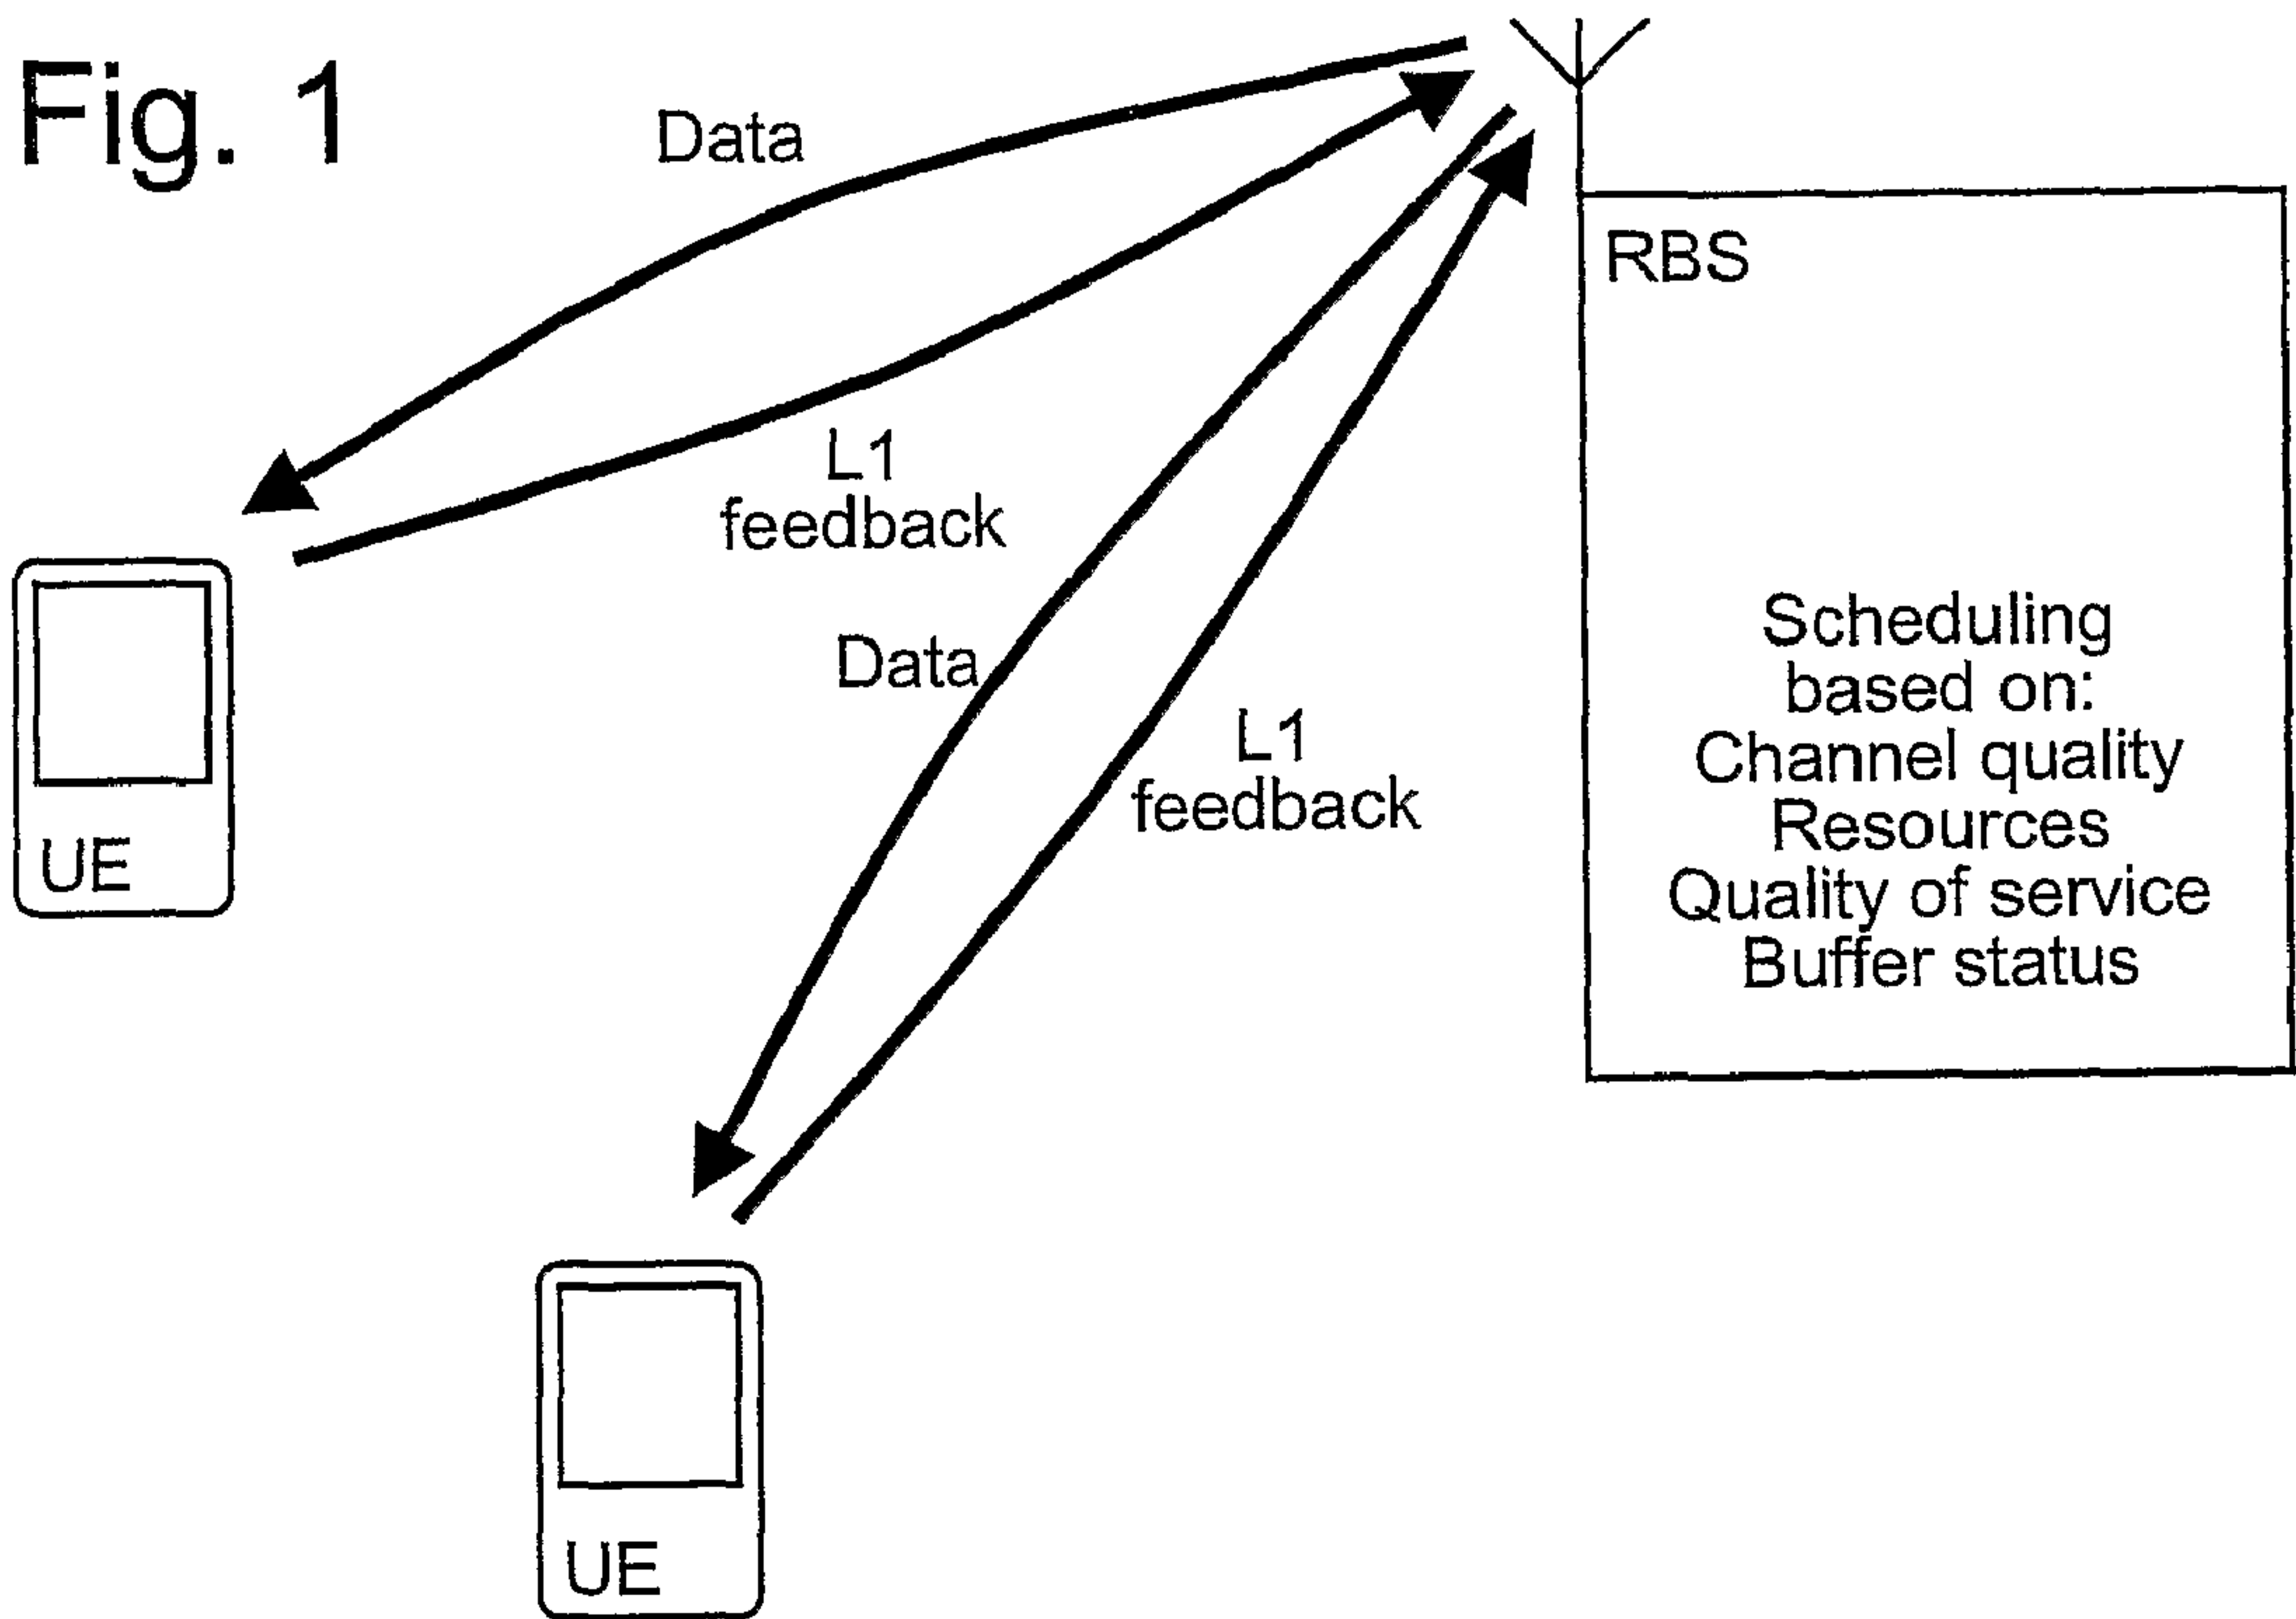 Fig. 1
Data
RBS
L1
feedback
Data
L1
feedback
Scheduling
based on:
Channel quality
Resources
Quality of service
Buffer status
UE
UE